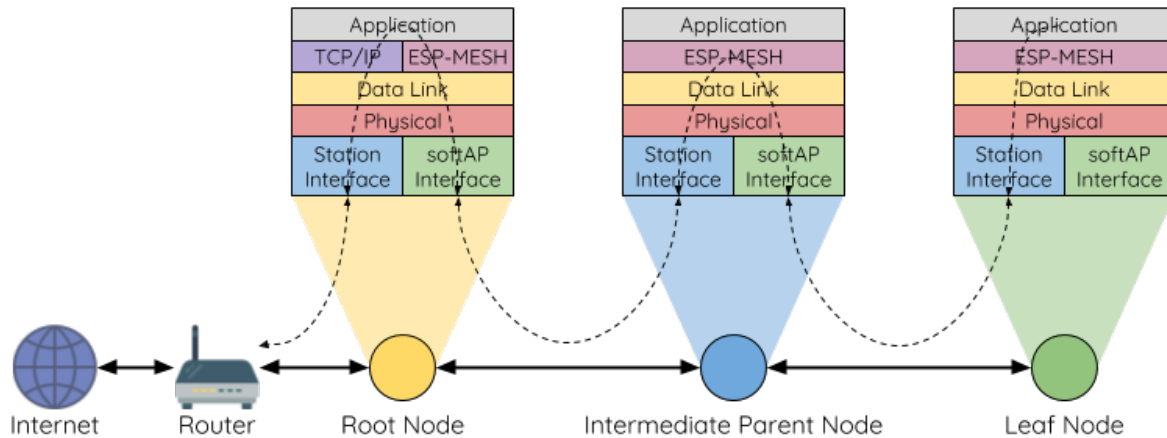 Application
TCP/IP
ESP-MESH
Data Link
Physical
Station
Interface
softAP
Interface
Application
ESP-MESH
Data Link
Physical
Station
Interface
softAP
Interface
Application
ESP-MESH
Data Link
Physical
Station
Interface
softAP
Interface
Internet
Router
Root Node
Intermediate Parent Node
Leaf Node